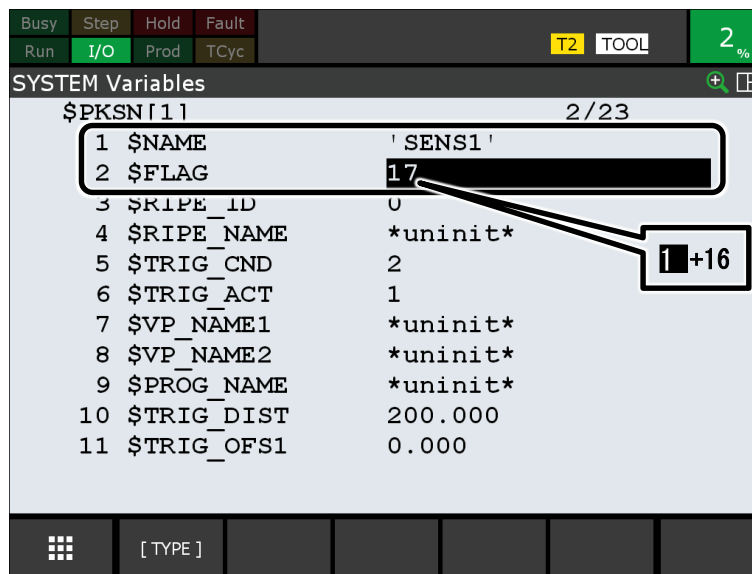 Busy Step Hold Fault
Run I/O Prod TCyc
T2 TOOL
2 %
SYSTEM Variables
$PKSN[1] 2/23
1 $NAME 'SENS1'
2 $FLAG 17
3 $RIPE_ID 0
4 $RIPE_NAME *uninit*
1+16
5 $TRIG_CND 2
6 $TRIG_ACT 1
7 $VP_NAME1 *uninit*
8 $VP_NAME2 *uninit*
9 $PROG_NAME *uninit*
10 $TRIG_DIST 200.000
11 $TRIG_OFS1 0.000
[ TYPE ]